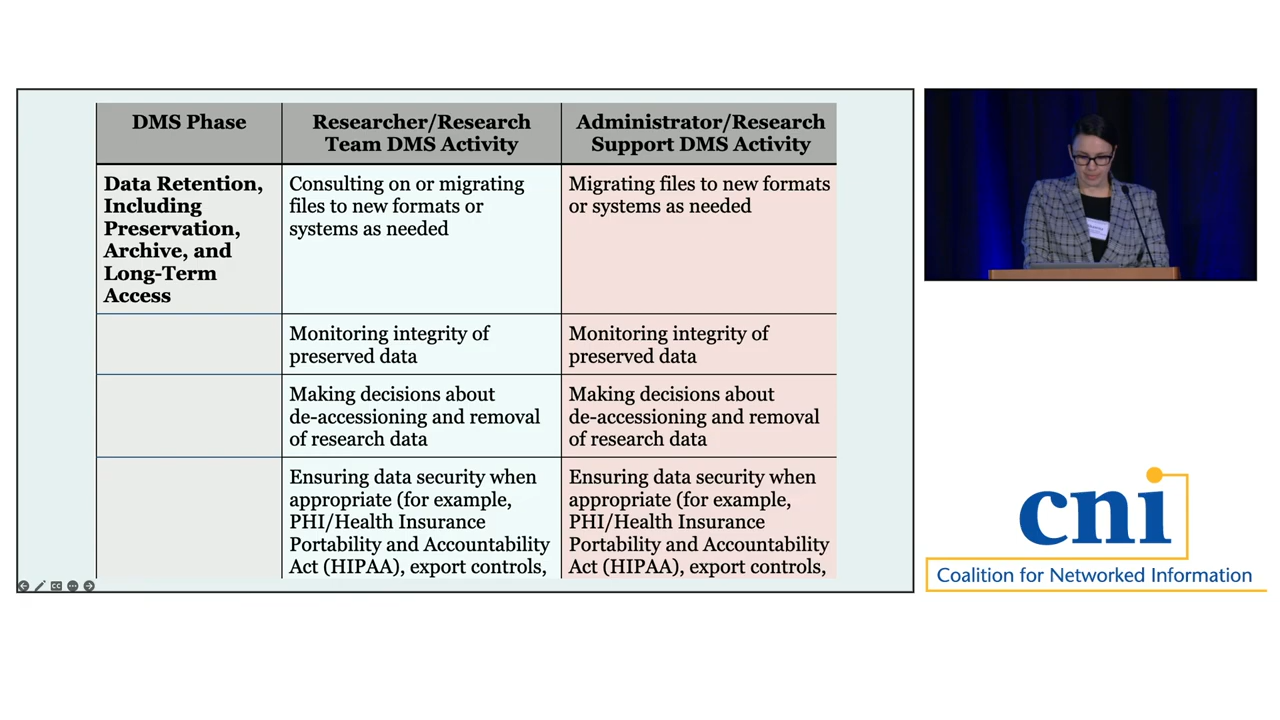 DMS Phase
Researcher/Research
Team DMS Activity
Administrator/Research
Support DMS Activity
Data Retention,
Including
Preservation,
Archive, and
Long-Term
Access
Consulting on or migrating
files to new formats or
systems as needed
Migrating files to new formats
or systems as needed
Monitoring integrity of
preserved data
Monitoring integrity of
preserved data
Making decisions about
de-accessioning and removal
of research data
Making decisions about
de-accessioning and removal
of research data
Ensuring data security when
appropriate (for example,
PHI/Health Insurance
Portability and Accountability
Act (HIPAA), export controls,
Ensuring data security when
appropriate (for example,
PHI/Health Insurance
Portability and Accountability
Act (HIPAA), export controls,
cni
Coalition for Networked Information